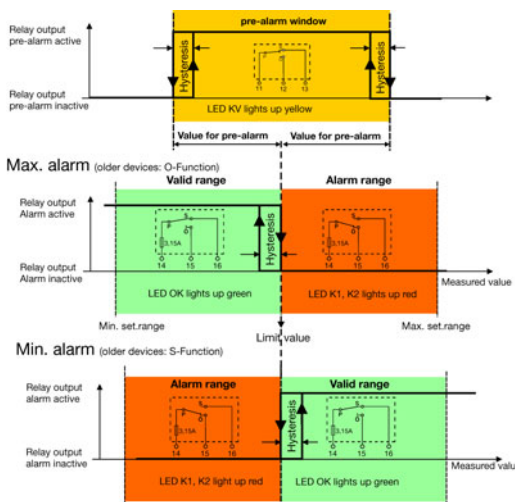 Relay output
pre-alarm active
pre-alarm window
Hysteresis
Hysteresis
11 12 13
Relay output
pre-alarm inactive
LED KV lights up yellow
Value for pre-alarm Value for pre-alarm
Max. alarm (older devices: O-Function)
Valid range Alarm range
Relay output
Alarm active
Hysteresis
3,15A 3,15A
14 15 16 14 15 16
Relay output
Alarm inactive
Measured value
LED OK lights up green LED K1, K2 lights up red
Min. set.range Max. set.range
Limit value
Min. alarm (older devices: S-Function)
Alarm range Valid range
Relay output
alarm active
Hysteresis
3,15A 3,15A
14 15 16 14 15 16
Relay output
alarm inactive
Measured value
LED K1, K2 light up red LED OK lights up green